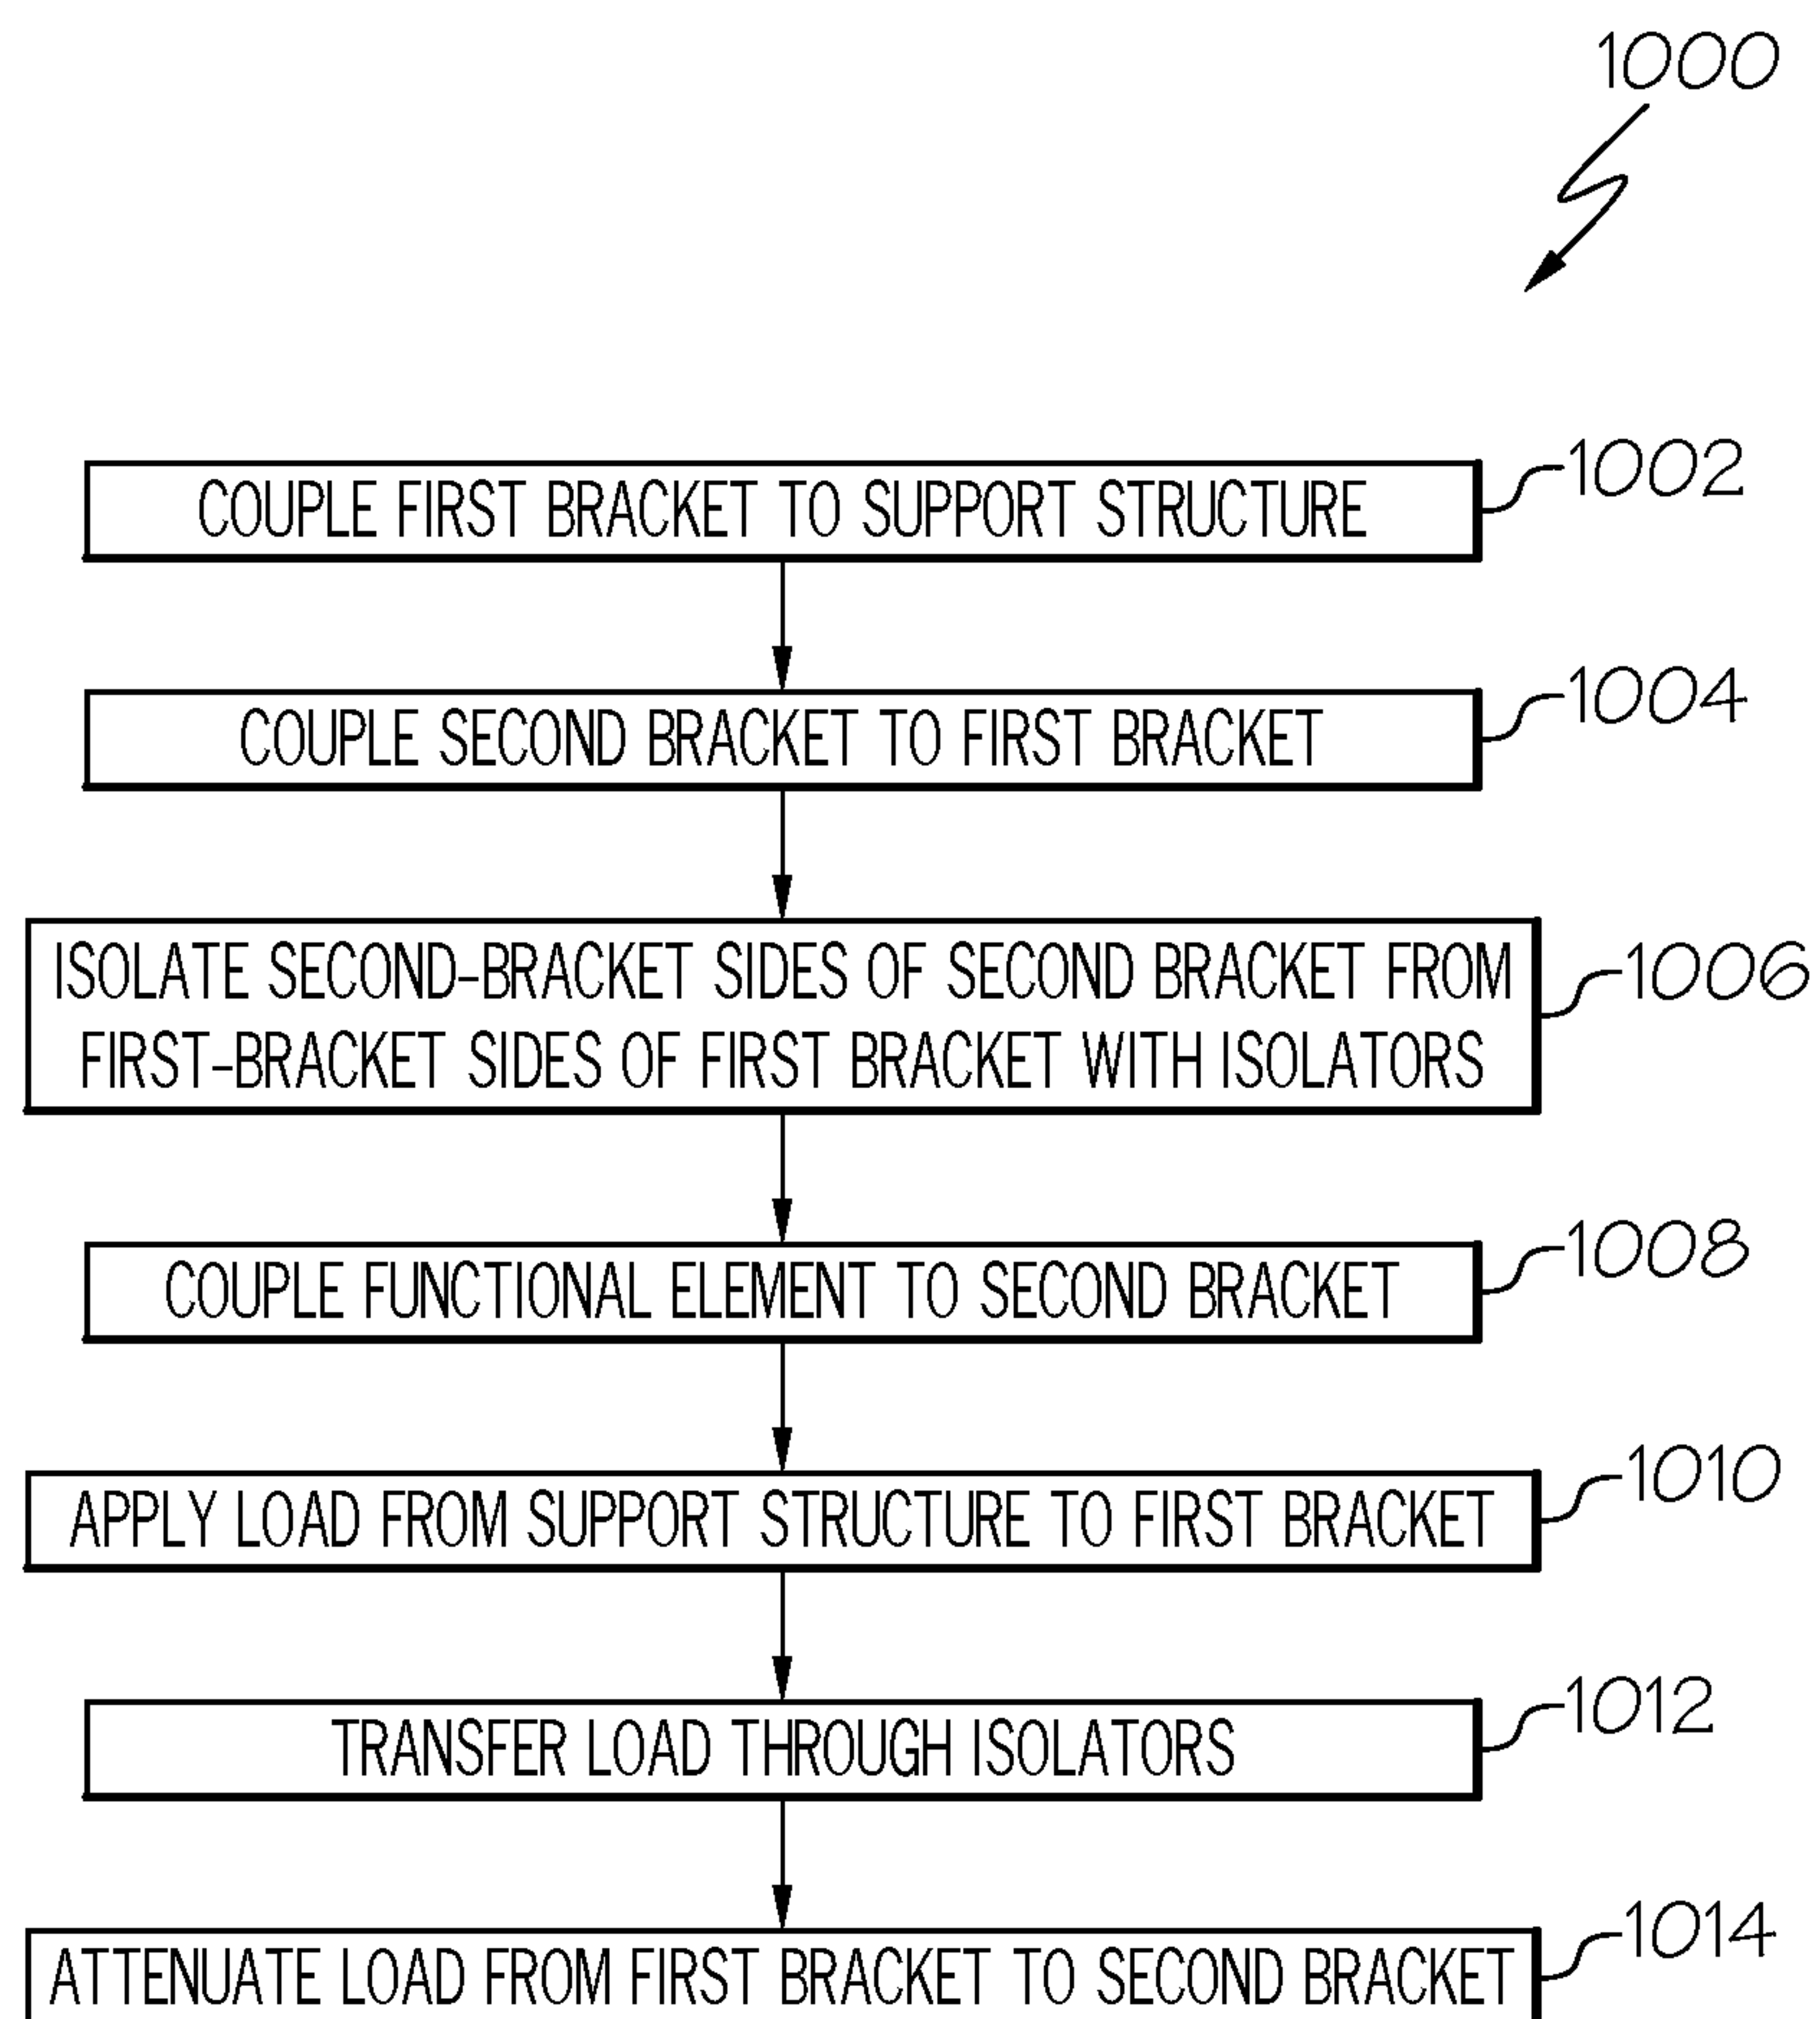 1000
COUPLE FIRST BRACKET TO SUPPORT STRUCTURE
1002
COUPLE SECOND BRACKET TO FIRST BRACKET
1004
ISOLATE SECOND-BRACKET SIDES OF SECOND BRACKET FROM
FIRST-BRACKET SIDES OF FIRST BRACKET WITH ISOLATORS
1006
COUPLE FUNCTIONAL ELEMENT TO SECOND BRACKET
1008
APPLY LOAD FROM SUPPORT STRUCTURE TO FIRST BRACKET
1010
TRANSFER LOAD THROUGH ISOLATORS
1012
ATTENUATE LOAD FROM FIRST BRACKET TO SECOND BRACKET
1014